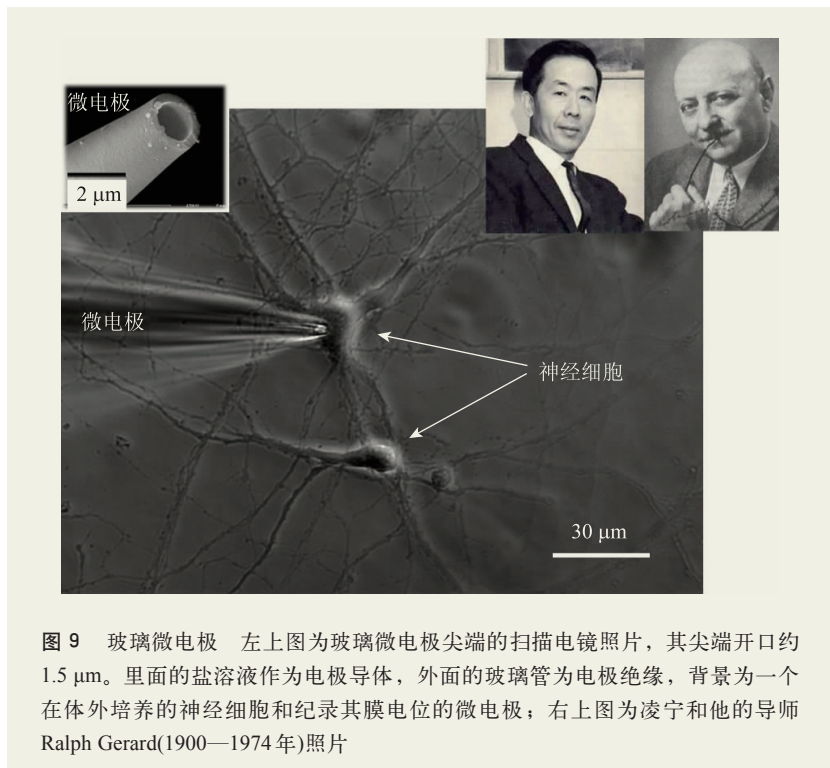 微电极
2 μm
微电极
神经细胞
30 μm
图 9 玻璃微电极 左上图为玻璃微电极尖端的扫描电镜照片，其尖端开口约
1.5 μm。里面的盐溶液作为电极导体，外面的玻璃管为电极绝缘，背景为一个
在体外培养的神经细胞和纪录其膜电位的微电极；右上图为凌宁和他的导师
Ralph Gerard(1900—1974年)照片